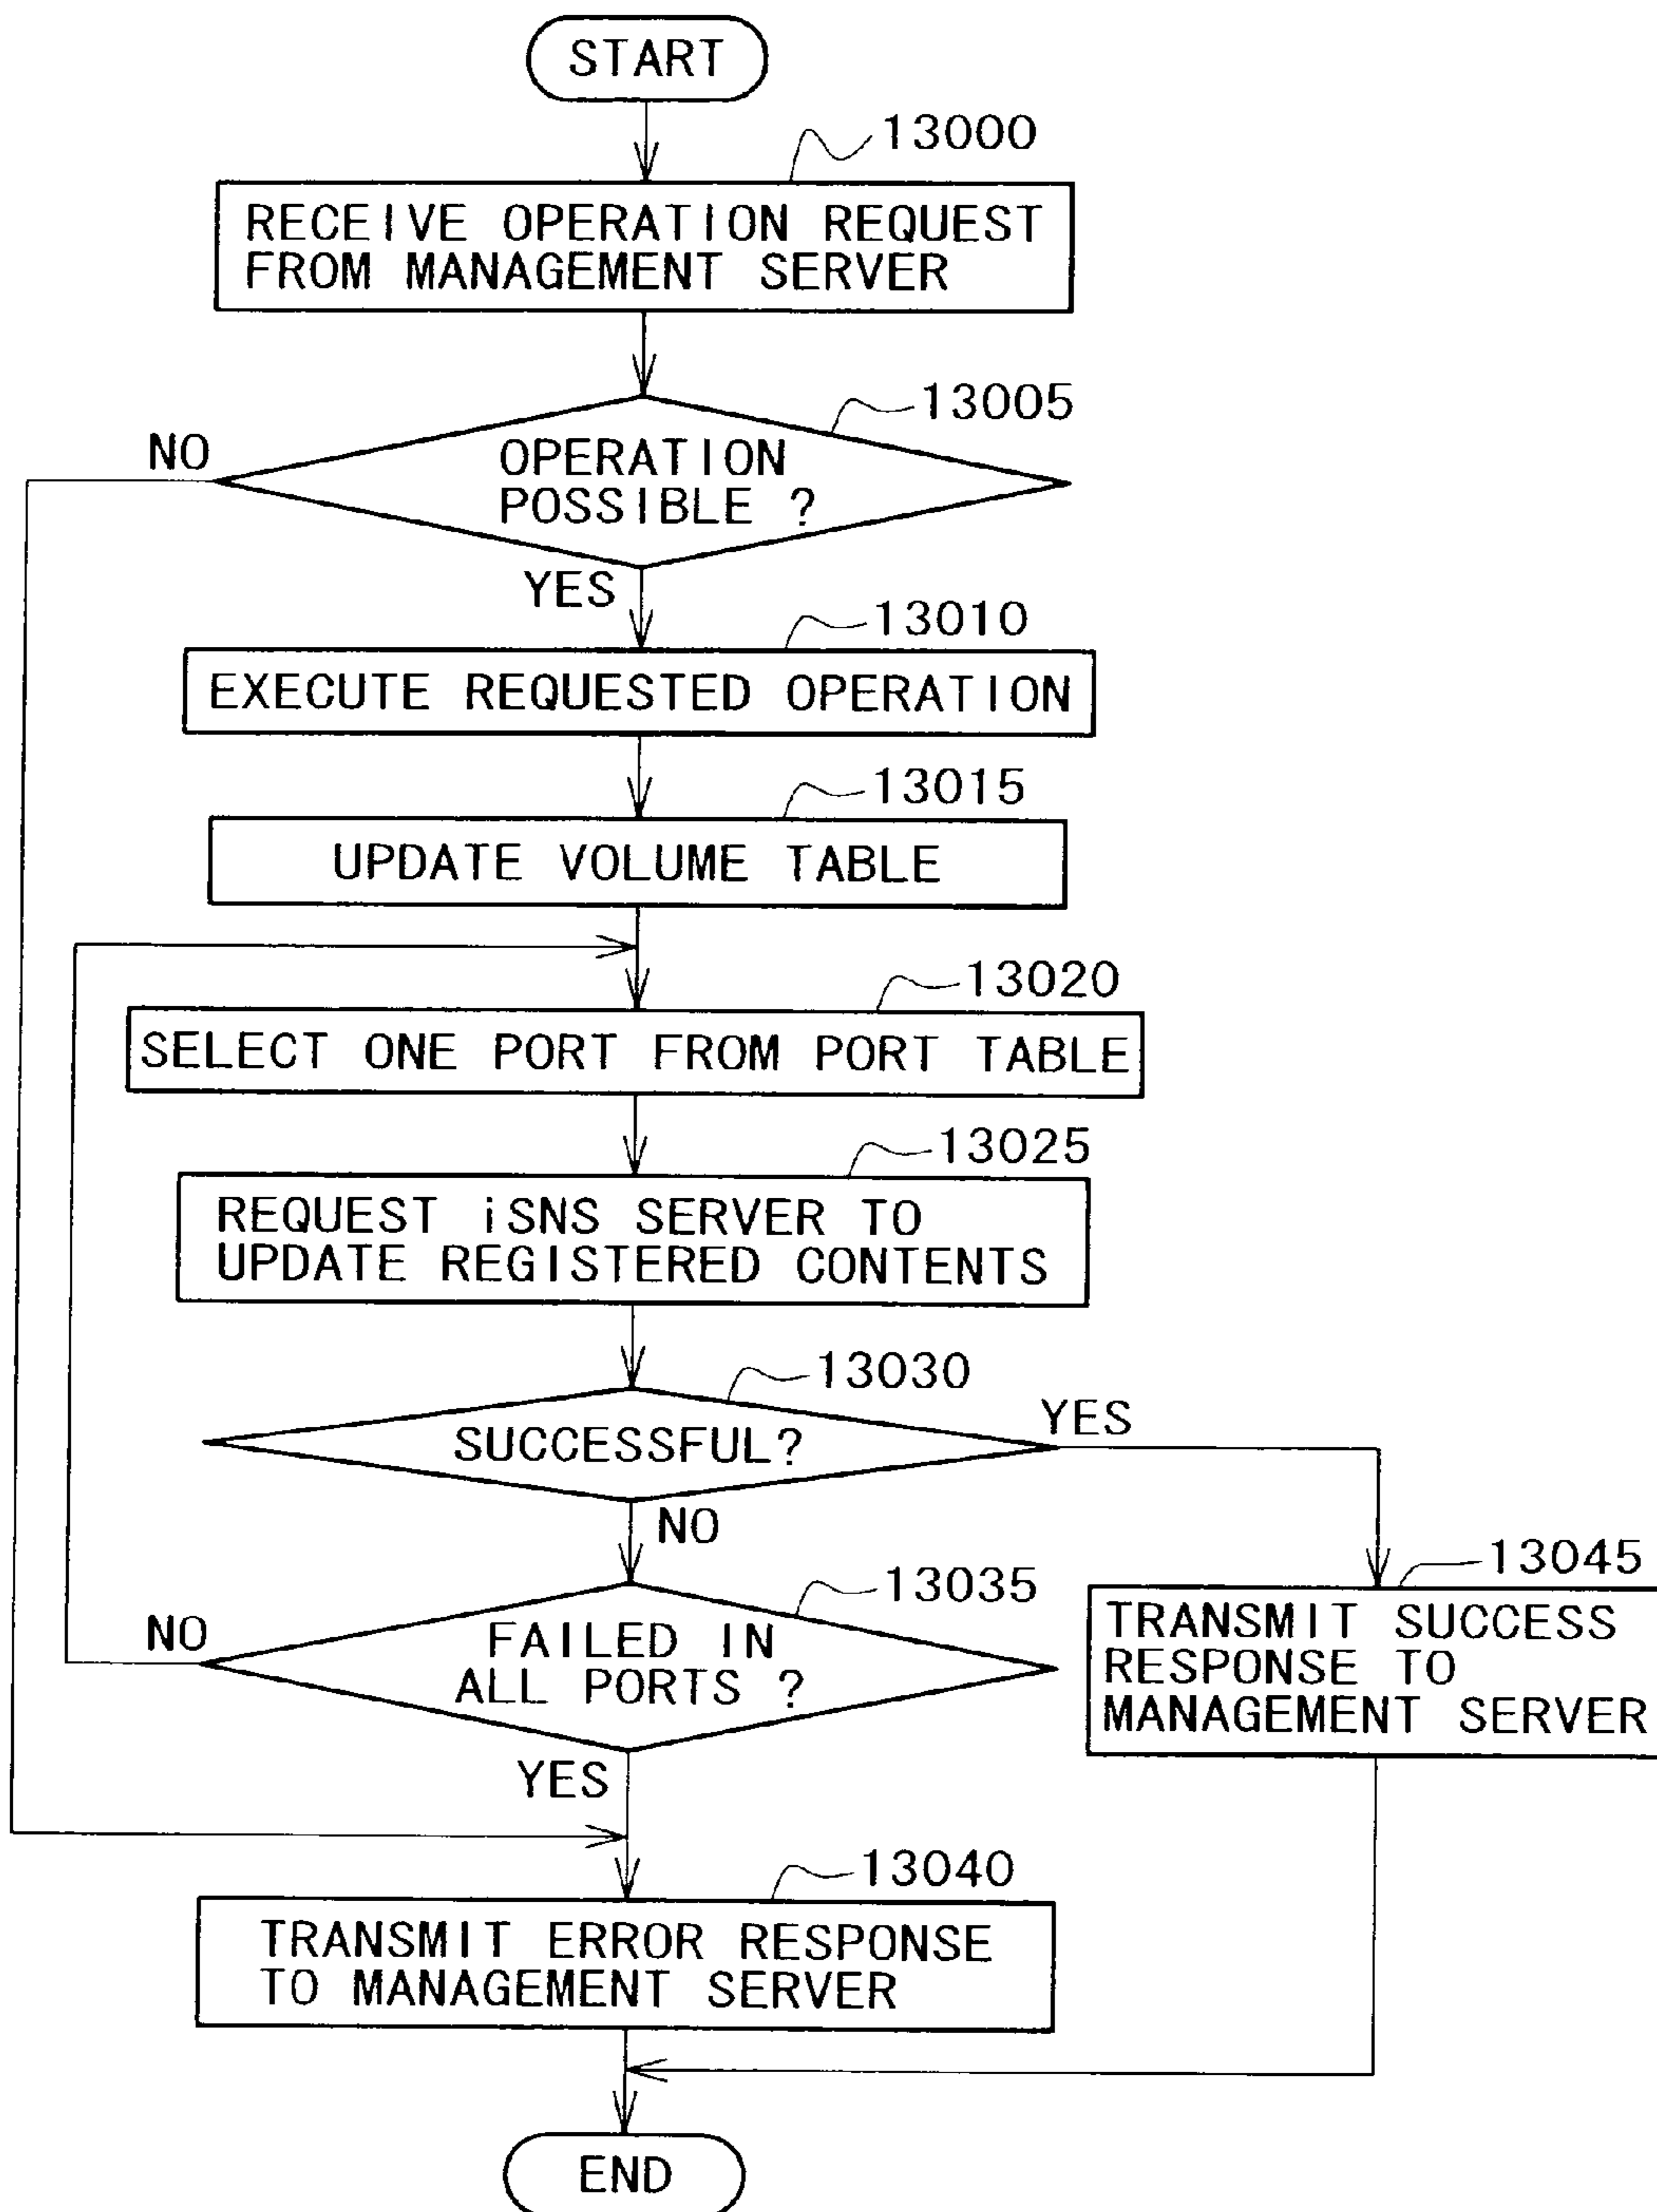 START
13000
RECEIVE OPERATION REQUEST
FROM MANAGEMENT SERVER
13005
NO
OPERATION
POSSIBLE ?
YES
13010
EXECUTE REQUESTED OPERATION
13015
UPDATE VOLUME TABLE
13020
SELECT ONE PORT FROM PORT TABLE
13025
REQUEST iSNS SERVER TO
UPDATE REGISTERED CONTENTS
13030
YES
SUCCESSFUL?
NO
13035
13045
NO
FAILED IN
ALL PORTS ?
TRANSMIT SUCCESS
RESPONSE TO
MANAGEMENT SERVER
YES
13040
TRANSMIT ERROR RESPONSE
TO MANAGEMENT SERVER
END